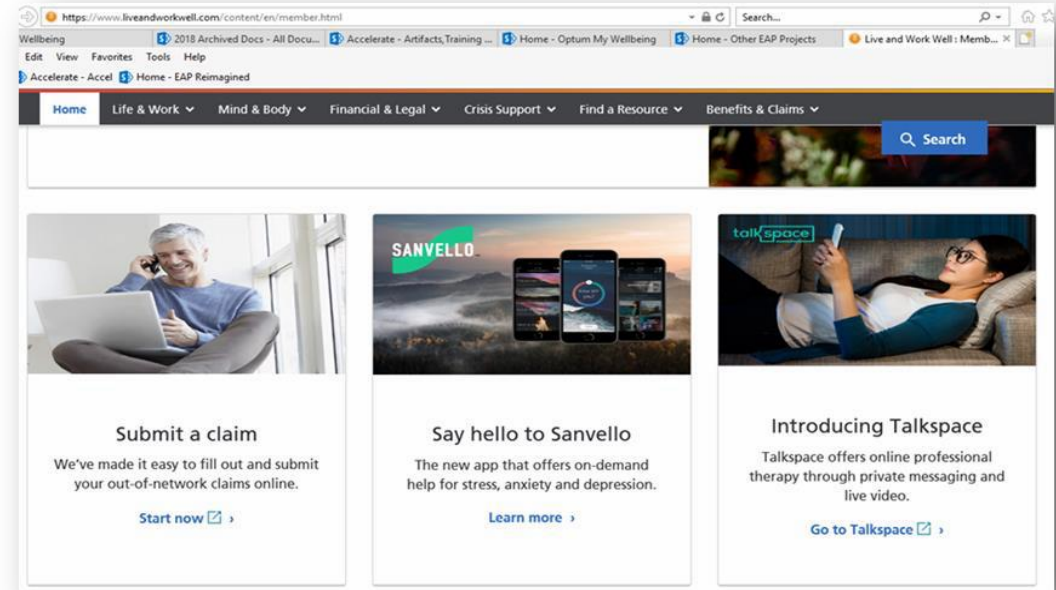 https://www.liveandworkwell.com/content/en/member.html
Search...
Wellbeing
2018 Archived Docs - All Docu...
Accelerate - Artifacts,Training ...
Home - Optum My Wellbeing
Home - Other EAP Projects
Live and Work Well : Memb...
Edit View Favorites Tools Help
Accelerate - Accel Home - EAP Reimagined
Home Life & Work Mind & Body Financial & Legal Crisis Support Find a Resource Benefits & Claims
Search
SANVELLO
talkspace
Submit a claim
We've made it easy to fill out and submit
your out-of-network claims online.
Start now
Say hello to Sanvello
The new app that offers on-demand
help for stress, anxiety and depression.
Learn more
Introducing Talkspace
Talkspace offers online professional
therapy through private messaging and
live video.
Go to Talkspace